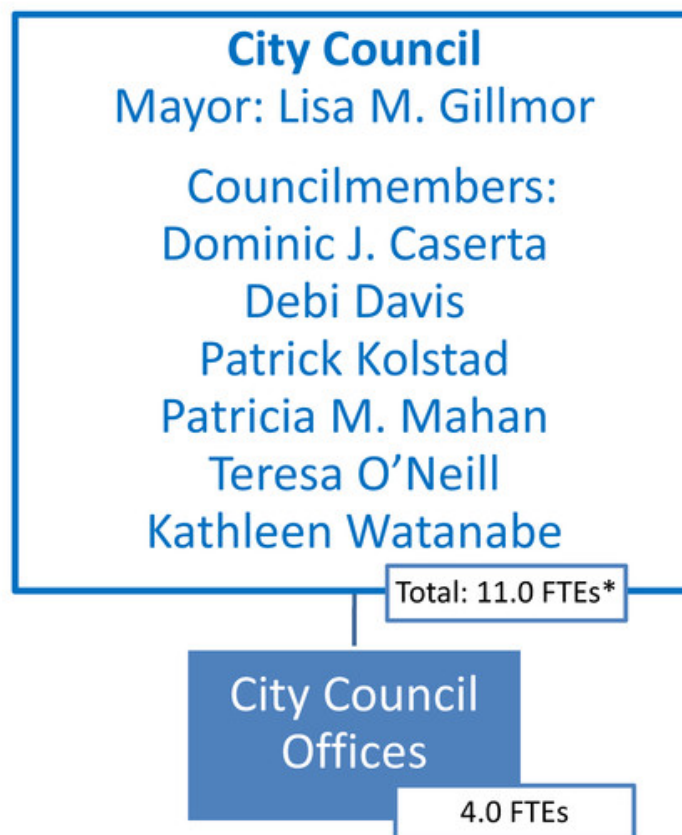 City Council
Mayor: Lisa M. Gillmor
Councilmembers:
Dominic J. Caserta
Debi Davis
Patrick Kolstad
Patricia M. Mahan
Teresa O’Neill
Kathleen Watanabe
Total: 11.0 FTEs*
City Council
Offices
4.0 FTEs